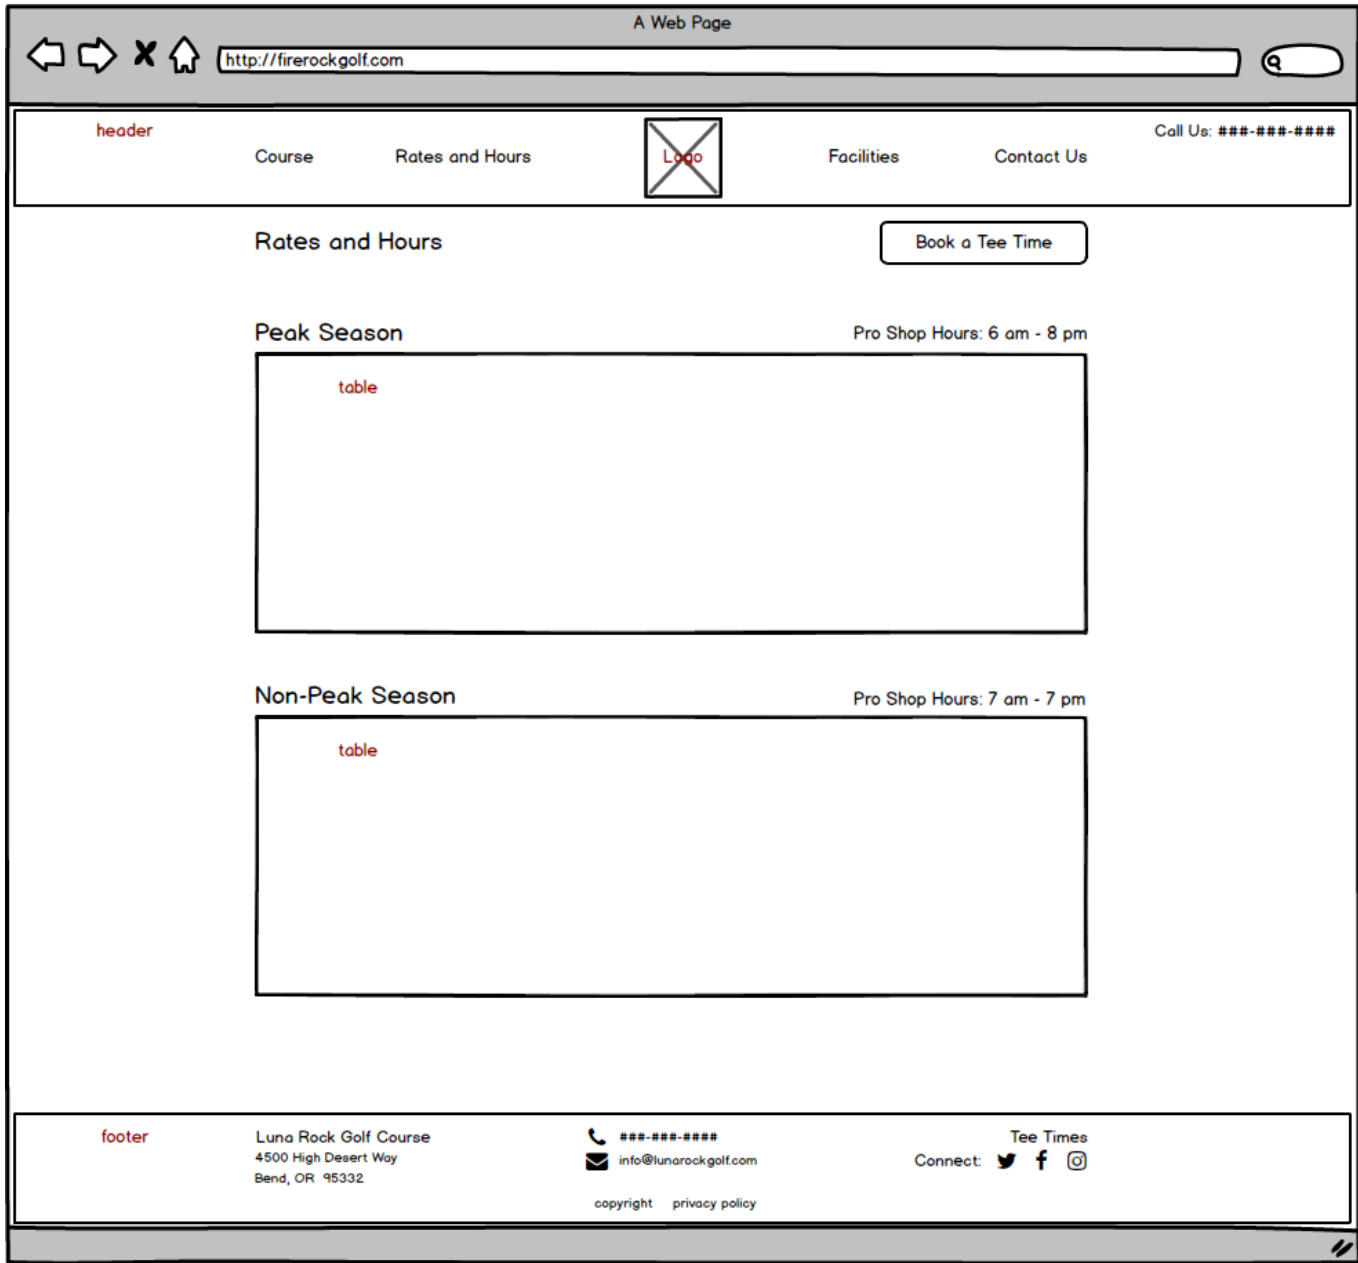 A Web Page
http://firerockgolf.com
header
Call Us: ###-###-####
Course Rates and Hours Logo Facilities Contact Us
Rates and Hours Book a Tee Time
Peak Season Pro Shop Hours: 6 am - 8 pm
table
Non-Peak Season Pro Shop Hours: 7 am - 7 pm
table
footer
Luna Rock Golf Course
4500 High Desert Way
Bend, OR 95332
###-###-####
info@lunarockgolf.com
Tee Times
Connect:
copyright privacy policy